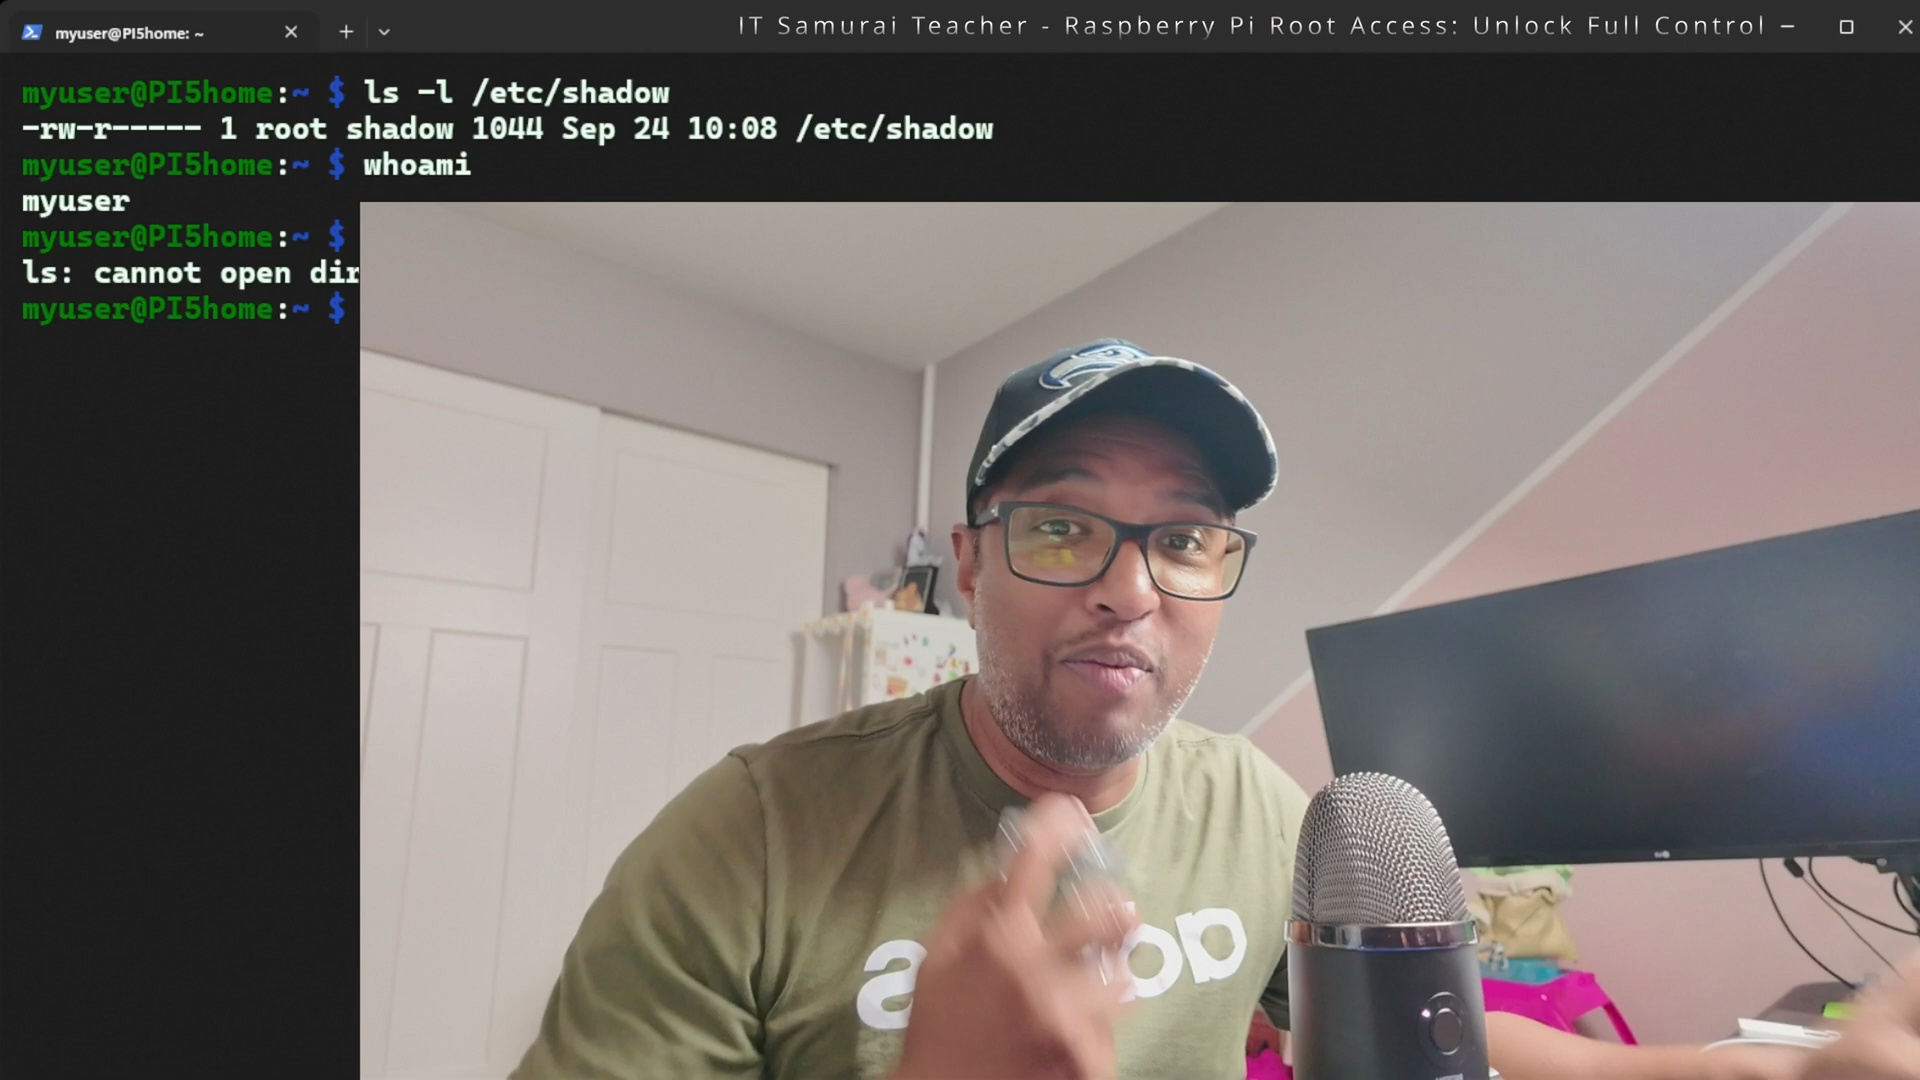 myuser@PI5home: ~
IT Samurai Teacher - Raspberry Pi Root Access: Unlock Full Control
myuser@PI5home:~ $ ls -l /etc/shadow
-rw-r----- 1 root shadow 1044 Sep 24 10:08 /etc/shadow
myuser@PI5home:~ $ whoami
myuser
myuser@PI5home:~ $
ls: cannot open dir
myuser@PI5home:~ $